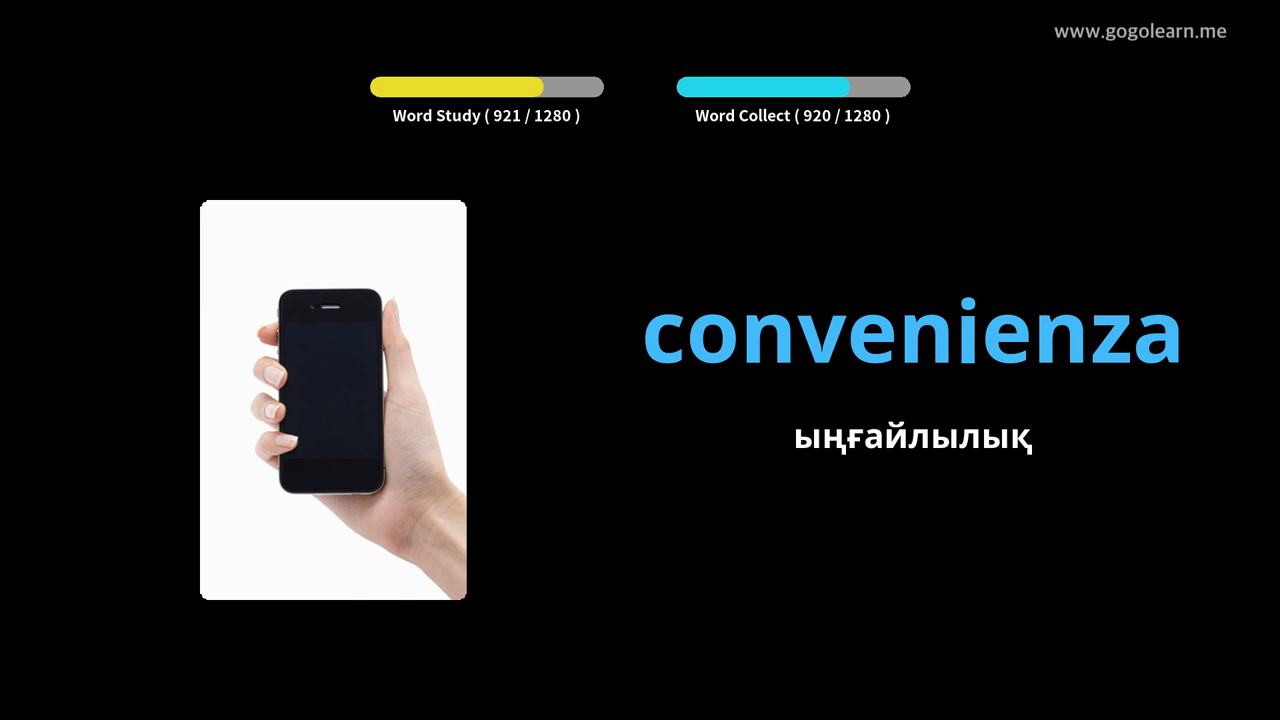 www.gogolearn.me
Word Study ( 921 / 1280 )
Word Collect ( 920 / 1280 )
convenienza
ыңғайлылық